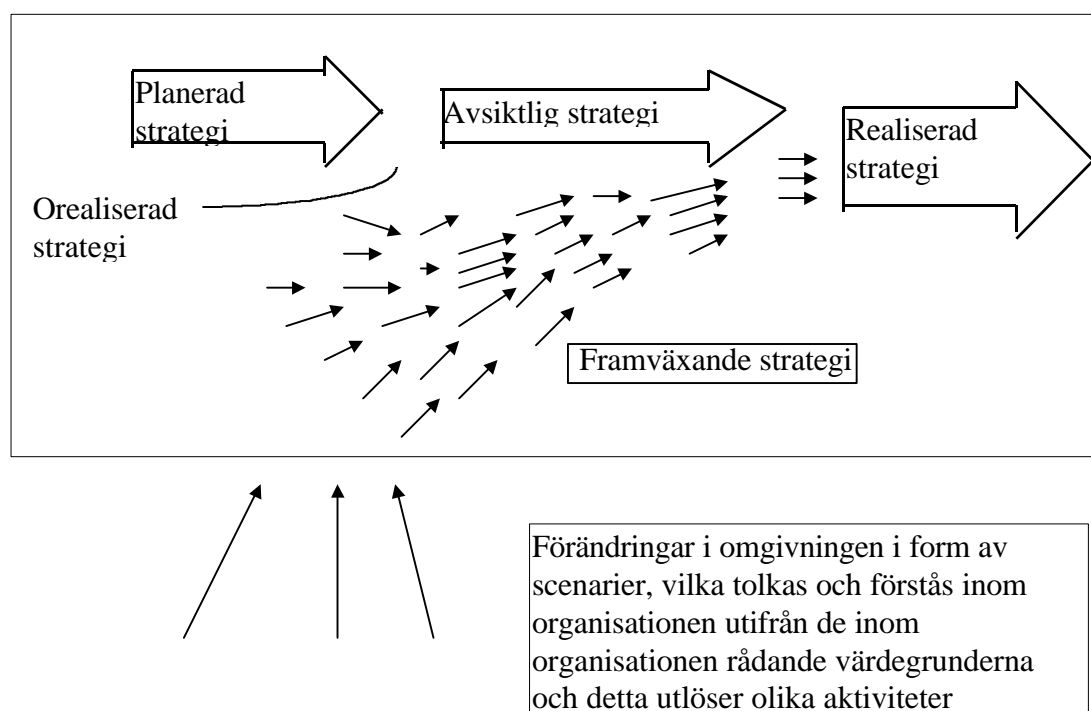 Planerad
strategi
Avsiktlig strategi
Realiserad
strategi
Orealiserad
strategi
Framväxande strategi
Förändringar i omgivningen i form av
scenarier, vilka tolkas och förstås inom
organisationen utifrån de inom
organisationen rådande värdegrunderna
och detta utlöser olika aktiviteter